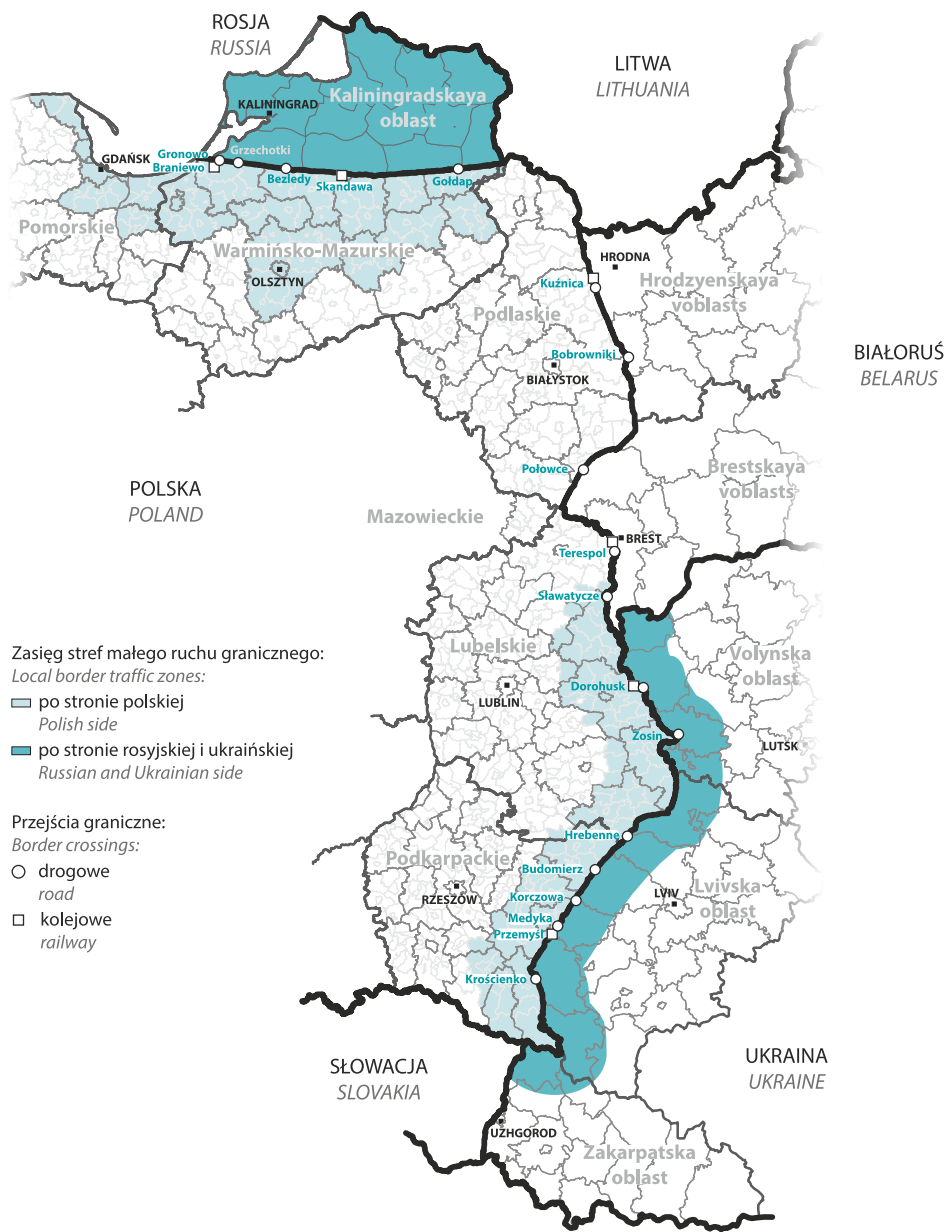 ROSJA
RUSSIA
LITWA
LITHUANIA
KALININGRAD
Kaliningradskaya
oblast
GDAŃSK
Gronowo
Braniewo
Grzechotki
Bezledy
Skandawa
Gołdap
Pomorskie
Warmińsko-Mazurskie
OLSZTYN
HRODNA
Kuźnica
Hrodzyenskaya
voblasts
Podlaskie
Bobrowniki
BIAŁYSTOK
BIAŁORUŚ
BELARUS
Połowce
Brestskaya
voblasts
POLSKA
POLAND
Mazowieckie
BREST
Terespol
Sławatycze
Lubelskie
Volynska
oblast
Dorohusk
LUBLIN
Zosin
LUTSK
Zasięg stref małego ruchu granicznego:
Local border traffic zones:
po stronie polskiej
Polish side
po stronie rosyjskiej i ukraińskiej
Russian and Ukrainian side
Przejścia graniczne:
Border crossings:
drogowe
road
kolejowe
railway
Hrebenne
Podkarpackie
Budomierz
RZESZÓW
Korczowa
LVIV
Lvivska
oblast
Medyka
Przemyśl
Krościenko
SŁOWACJA
SLOVAKIA
UKRAINA
UKRAINE
UZHGOROD
Zakarpatska
oblast